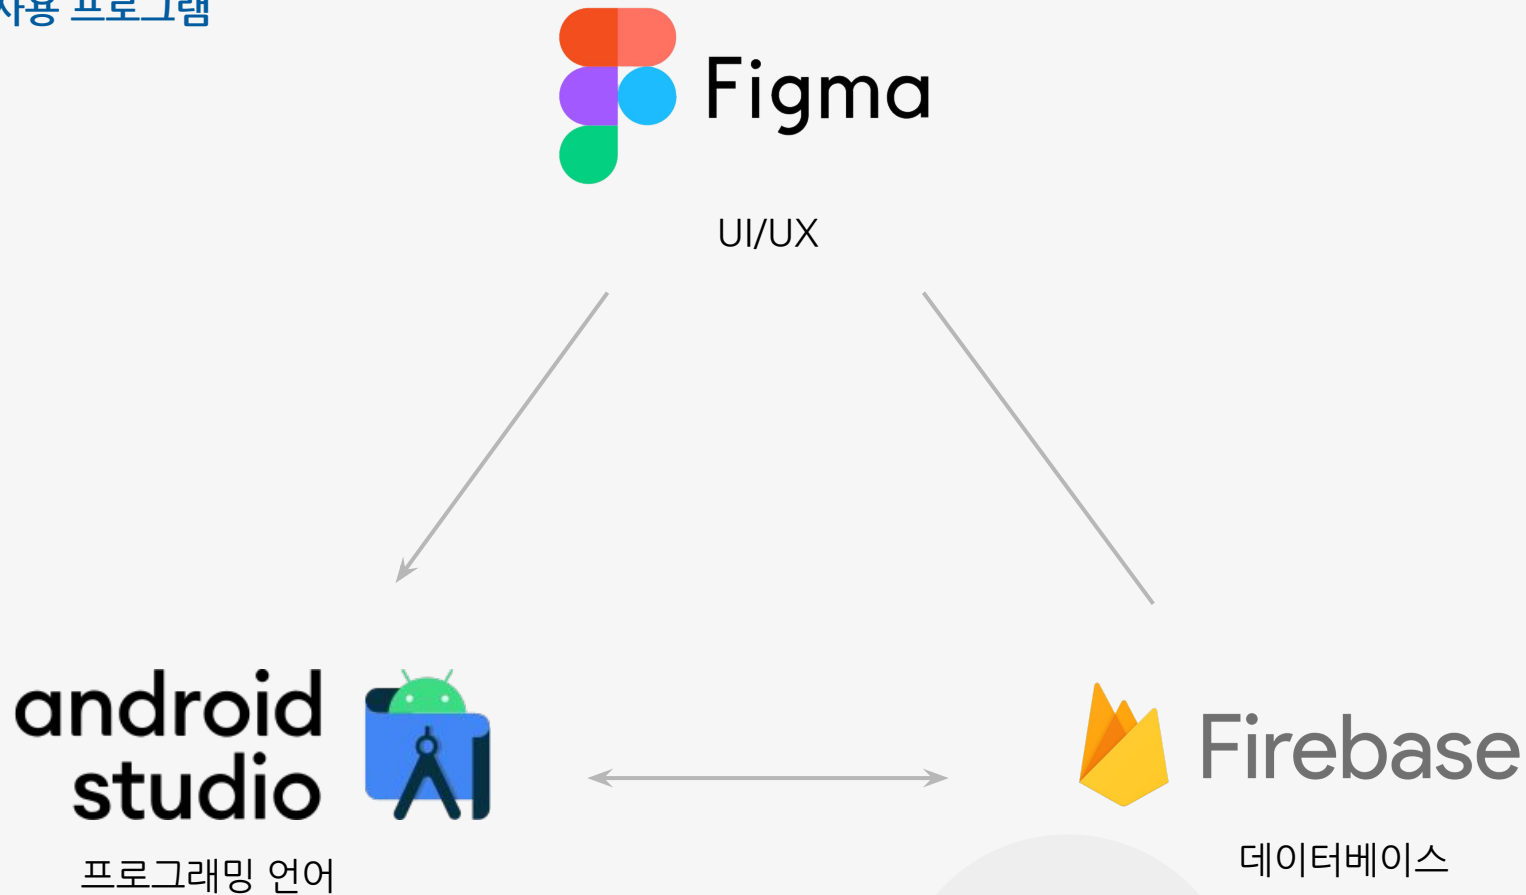 사용 프로그램
Figma
UI/UX
android
studio
프로그래밍 언어
Firebase
데이터베이스